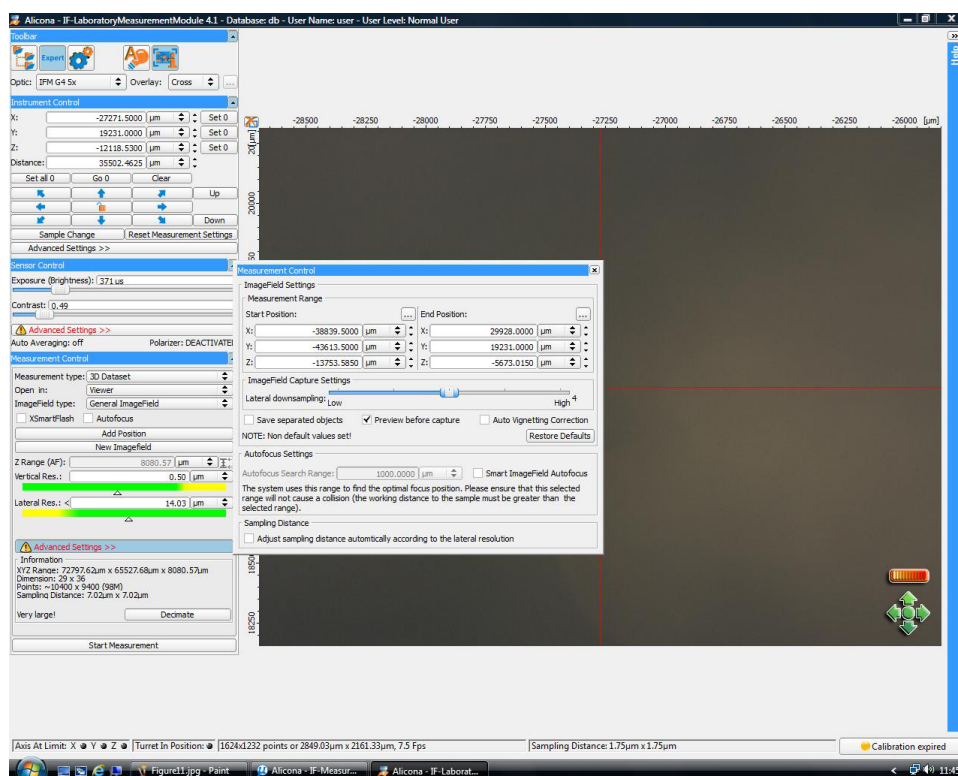 Alicona - IF-LaboratoryMeasurementModule 4.1 - Database: db - User Name: user - User Level: Normal User
Toolbar
Expert
Optic: IFM G4 5x Overlay: Cross ...
Instrument Control
X: -27271.5000 µm Set 0
Y: 19231.0000 µm Set 0
Z: -12118.5300 µm Set 0
Distance: 35502.4625 µm
Set all 0 Go 0 Clear
Up
Down
Sample Change Reset Measurement Settings
Advanced Settings >>
Sensor Control
Exposure (Brightness): 371 us
Contrast: 0.49
Advanced Settings >>
Auto Averaging: off Polarizer: DEACTIVATE
Measurement Control
Measurement type: 3D Dataset
Open in: Viewer
ImageField type: General ImageField
XSmartFlash Autofocus
Add Position
New Imagefield
Z Range (AF): 8080.57 µm
Vertical Res.: 0.50 µm
Lateral Res.: < 14.03 µm
Advanced Settings >>
Information
XYZ Range: 72797.62µm x 65527.68µm x 8080.57µm
Dimension: 29 x 36
Points: ~10400 x 9400 (98M)
Sampling Distance: 7.02µm x 7.02µm
Very large! Decimate
Start Measurement
-28500 -28250 -28000 -27750 -27500 -27250 -27000 -26750 -26500 -26250 -26000 [µm]
20[µm]
20000
50
18500
18250
Help
Measurement Control
ImageField Settings
Measurement Range
Start Position: ... End Position: ...
X: -38839.5000 µm X: 29928.0000 µm
Y: -43613.5000 µm Y: 19231.0000 µm
Z: -13753.5850 µm Z: -5673.0150 µm
ImageField Capture Settings
Lateral downsampling: Low High 4
Save separated objects Preview before capture Auto Vignetting Correction
NOTE: Non default values set! Restore Defaults
Autofocus Settings
Autofocus Search Range: 1000.0000 µm Smart ImageField Autofocus
The system uses this range to find the optimal focus position. Please ensure that this selected
range will not cause a collision (the working distance to the sample must be greater than the
selected range).
Sampling Distance
Adjust sampling distance automtically according to the lateral resolution
Axis At Limit: X Y Z Turret In Position: 1624x1232 points or 2849.03µm x 2161.33µm, 7.5 Fps Sampling Distance: 1.75µm x 1.75µm Calibration expired
Figure11.jpg - Paint Alicona - IF-Measur... Alicona - IF-Laborat... 11:45